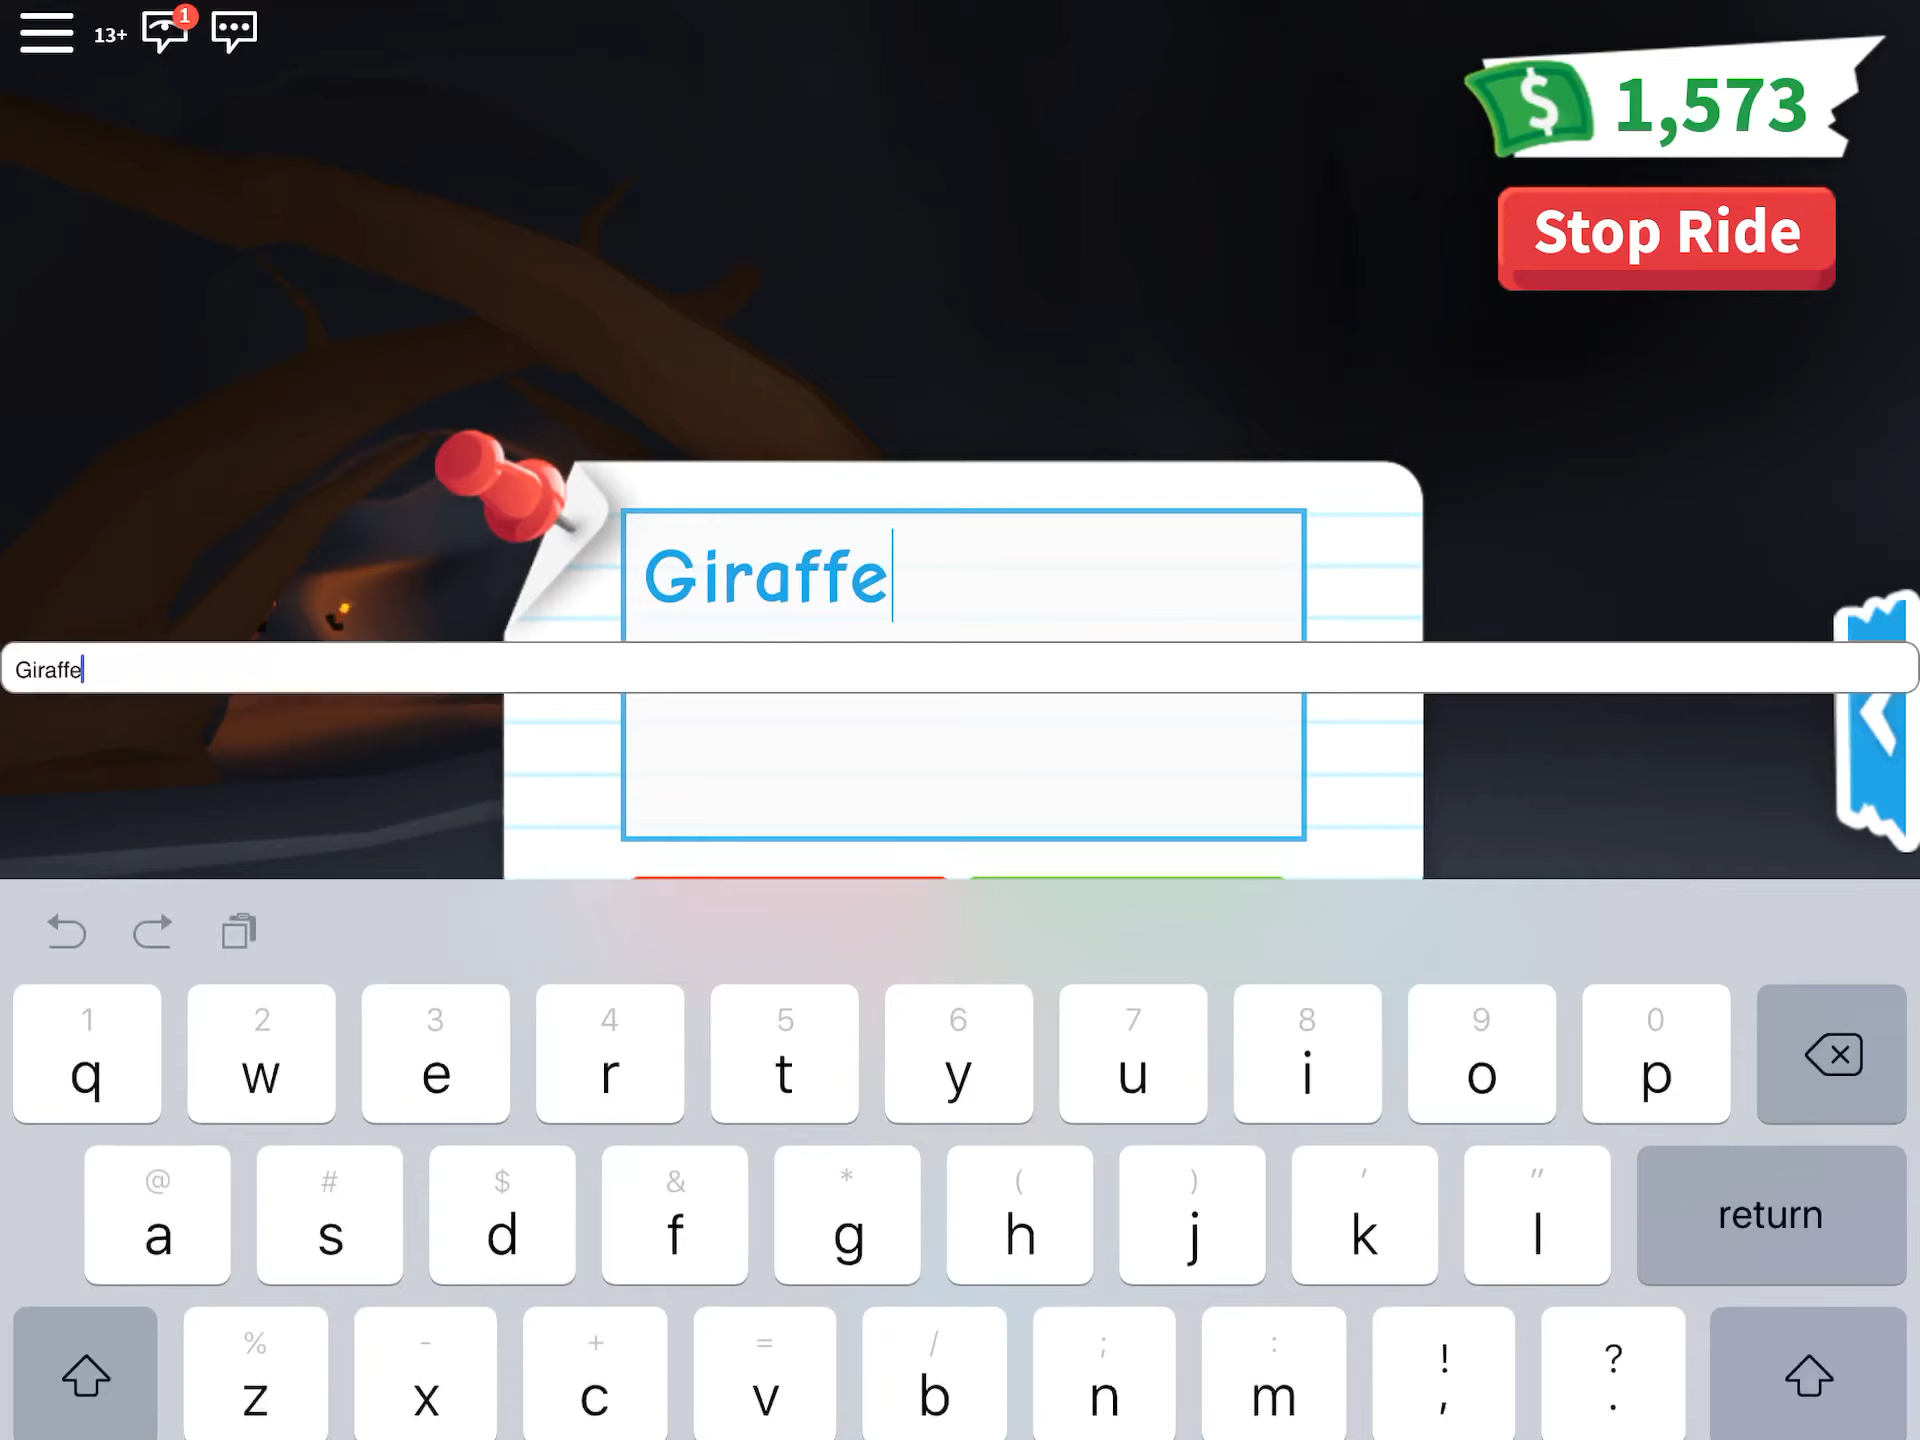 13+
1
$ 1,573
Stop Ride
Giraffe
Giraffe
1 2 3 4 5 6 7 8 9 0
q w e r t y u i o p
@ # $ & * ( ) ' "
a s d f g h j k l return
% - + = / ; : ! ?
z x c v b n m , .